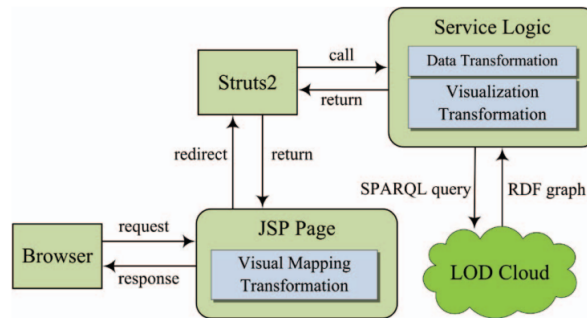 Service Logic
Data Transformation
Visualization
Transformation
call
Struts2
return
redirect
return
SPARQL query
RDF graph
request
JSP Page
Browser
Visual Mapping
Transformation
response
LOD Cloud